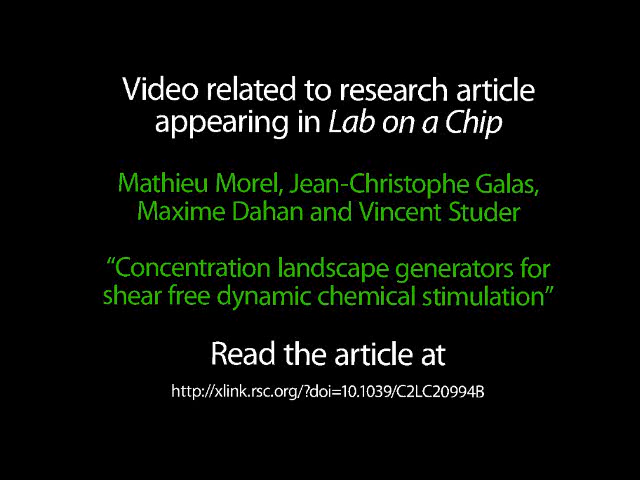 Video related to research article
appearing in Lab on a Chip
Mathieu Morel, Jean-Christophe Galas,
Maxime Dahan and Vincent Studer
“Concentration landscape generators for
shear free dynamic chemical stimulation”
Read the article at
http://xlink.rsc.org/?doi=10.1039/C2LC20994B